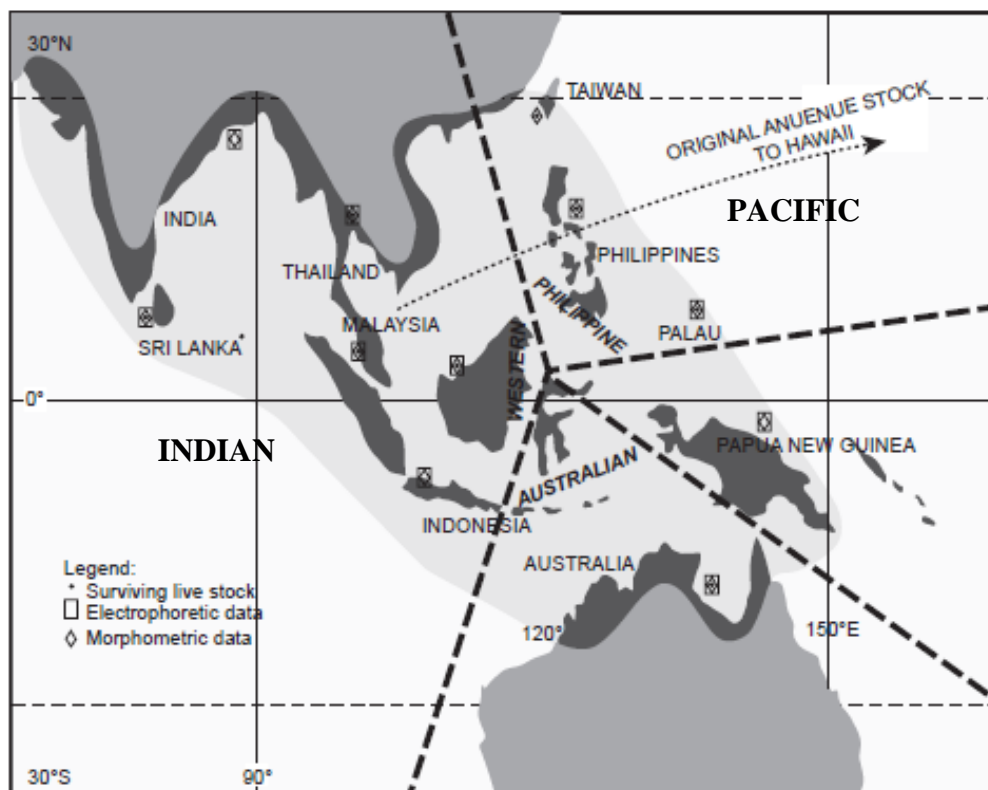 30°N
TAIWAN
ORIGINAL ANUENUE STOCK
TO HAWAII
PACIFIC
INDIA
PHILIPPINES
THAILAND
PHILIPPINE
MALAYSIA
PALAU
SRI LANKA*
WESTERN
0°
INDIAN
PAPUA NEW GUINEA
AUSTRALIAN
INDONESIA
AUSTRALIA
Legend:
* Surviving live stock
Electrophoretic data
Morphometric data
120°
150°E
30°S
90°